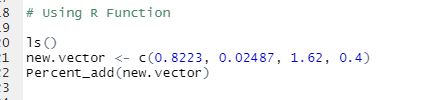 8 # Using R Function
9
0 ls()
1 new.vector <- c(0.8223, 0.02487, 1.62, 0.4)
2 Percent_add(new.vector)
3